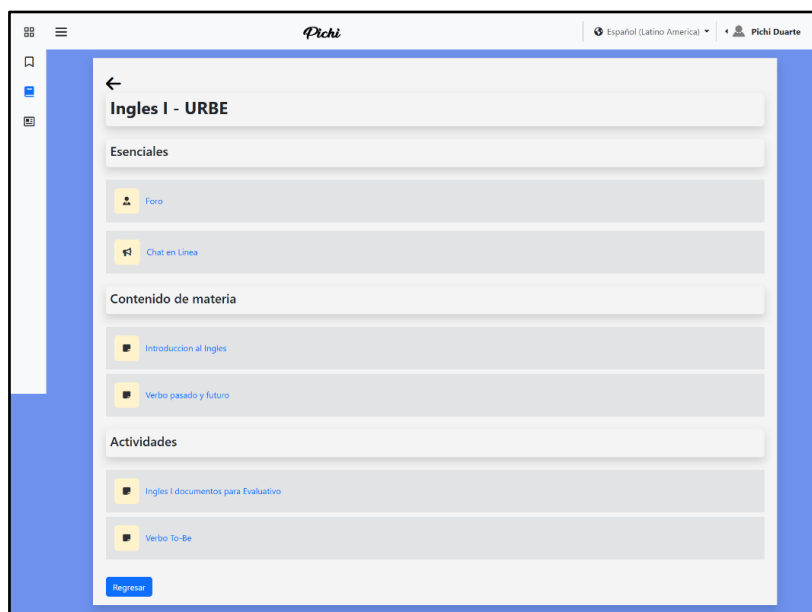 Pichi
Español (Latino America)
Pichi Duarte
Ingles I - URBE
Esenciales
Foro
Chat en Linea
Contenido de materia
Introduccion al Ingles
Verbo pasado y futuro
Actividades
Ingles I documentos para Evaluativo
Verbo To-Be
Regresar